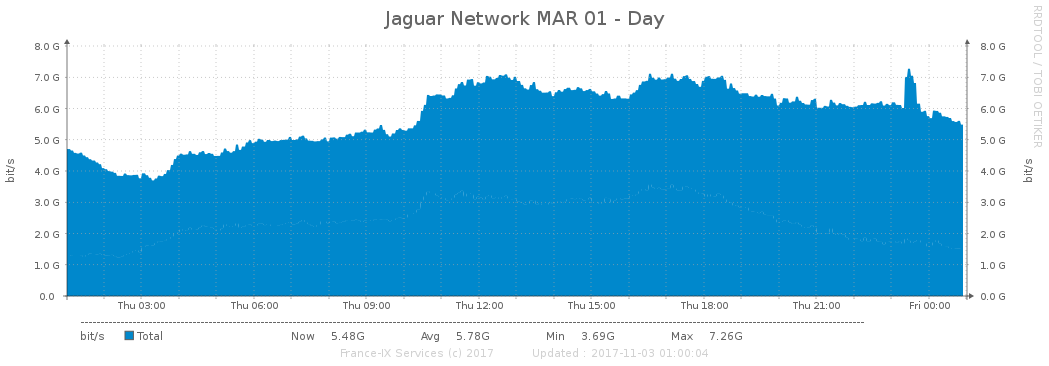 Jaguar Network MAR 01 - Day
RRDTOOL / TOBI OETIKER
bit/s
8.0 G
7.0 G
6.0 G
5.0 G
4.0 G
3.0 G
2.0 G
1.0 G
0.0
8.0 G
7.0 G
6.0 G
5.0 G
4.0 G
3.0 G
2.0 G
1.0 G
0.0 G
bit/s
Thu 03:00 Thu 06:00 Thu 09:00 Thu 12:00 Thu 15:00 Thu 18:00 Thu 21:00 Fri 00:00
bit/s Total Now 5.48G Avg 5.78G Min 3.69G Max 7.26G
France-IX Services (c) 2017 Updated : 2017-11-03 01:00:04